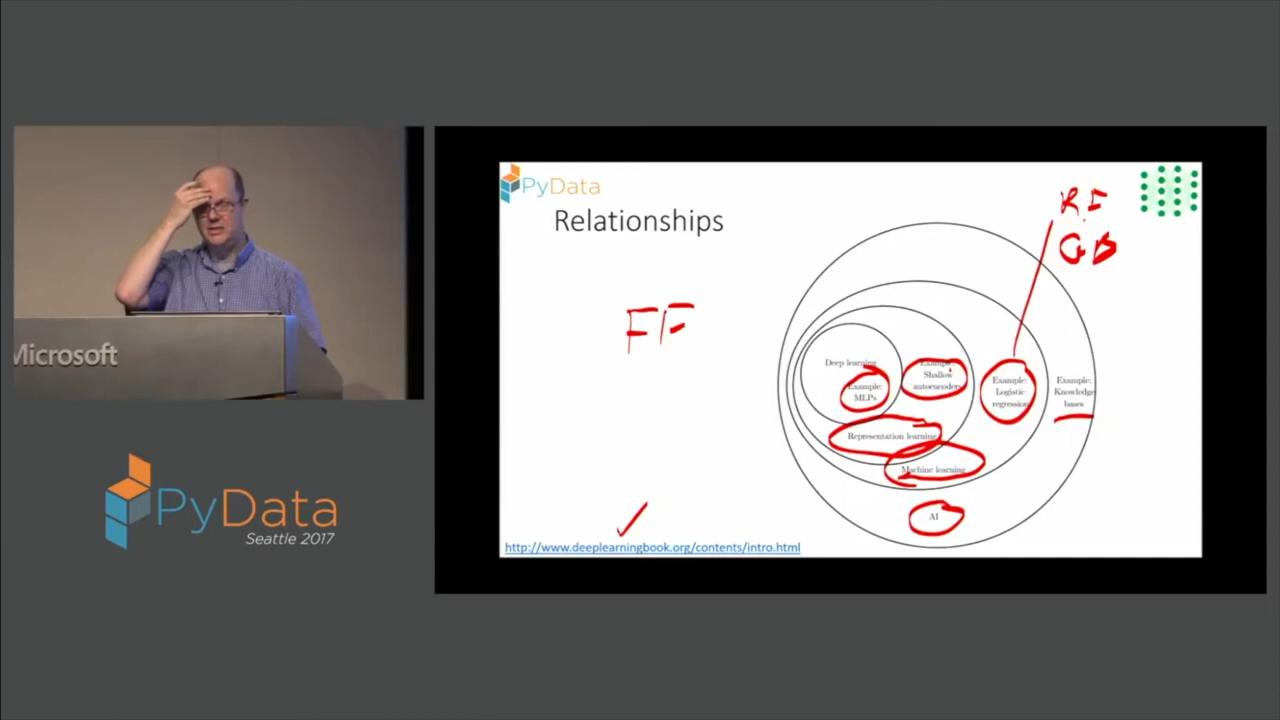 Microsoft
PyData
Seattle 2017
PyData
Relationships
R.F
GB
FF
Deep learning
Example:
MLPs
Example:
Shallow
autoencoders
Example:
Logistic
regression
Example:
Knowledge
bases
Representation learning
Machine learning
AI
http://www.deeplearningbook.org/contents/intro.html